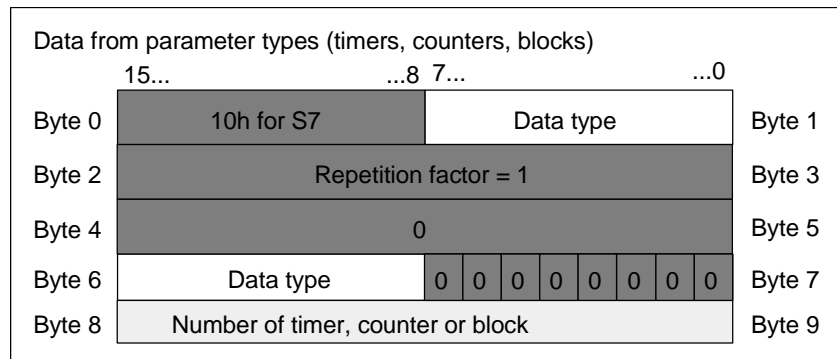 Data from parameter types (timers, counters, blocks)
15... ...8 7... ...0
Byte 0 10h for S7 Data type Byte 1
Byte 2 Repetition factor = 1 Byte 3
Byte 4 0 Byte 5
Byte 6 Data type 0 0 0 0 0 0 0 0 Byte 7
Byte 8 Number of timer, counter or block Byte 9